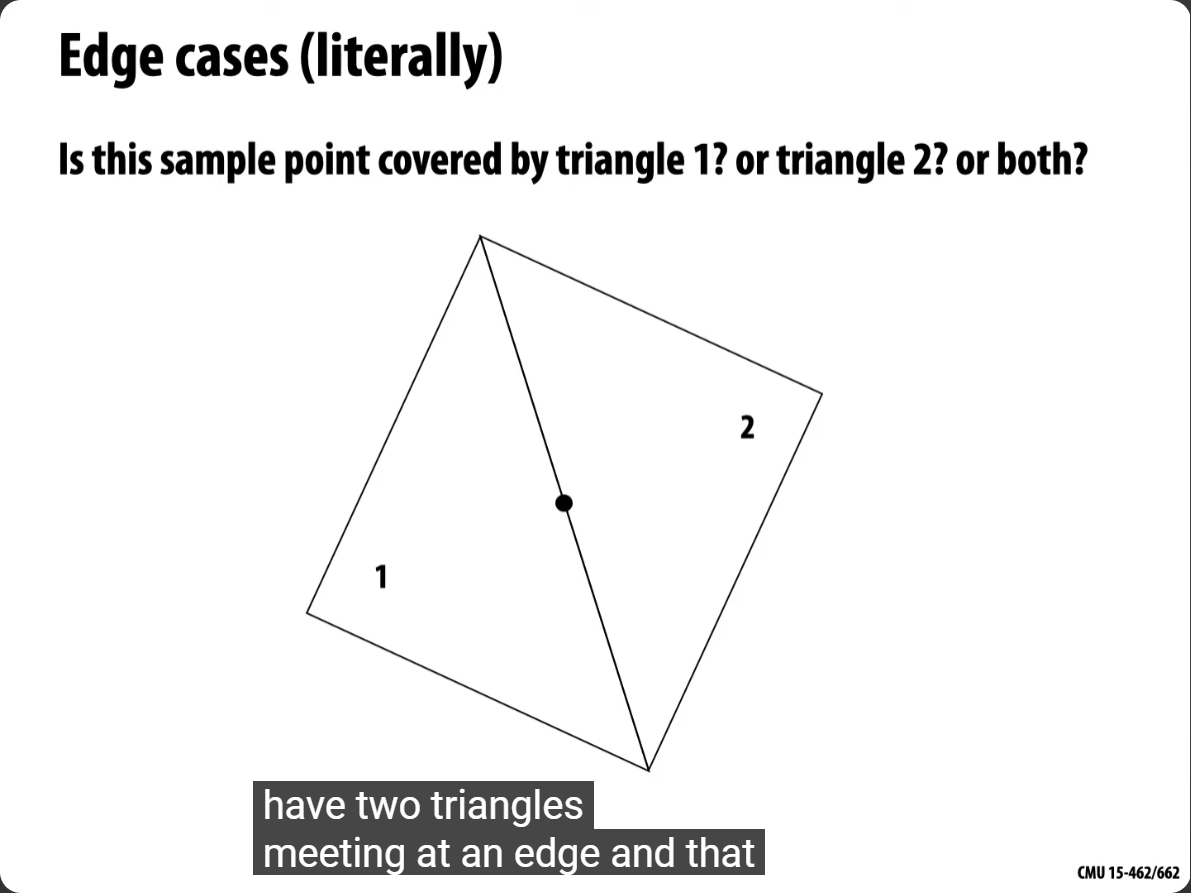 Edge cases (literally)
Is this sample point covered by triangle 1? or triangle 2? or both?
2
1
have two triangles
meeting at an edge and that
CMU 15-462/662